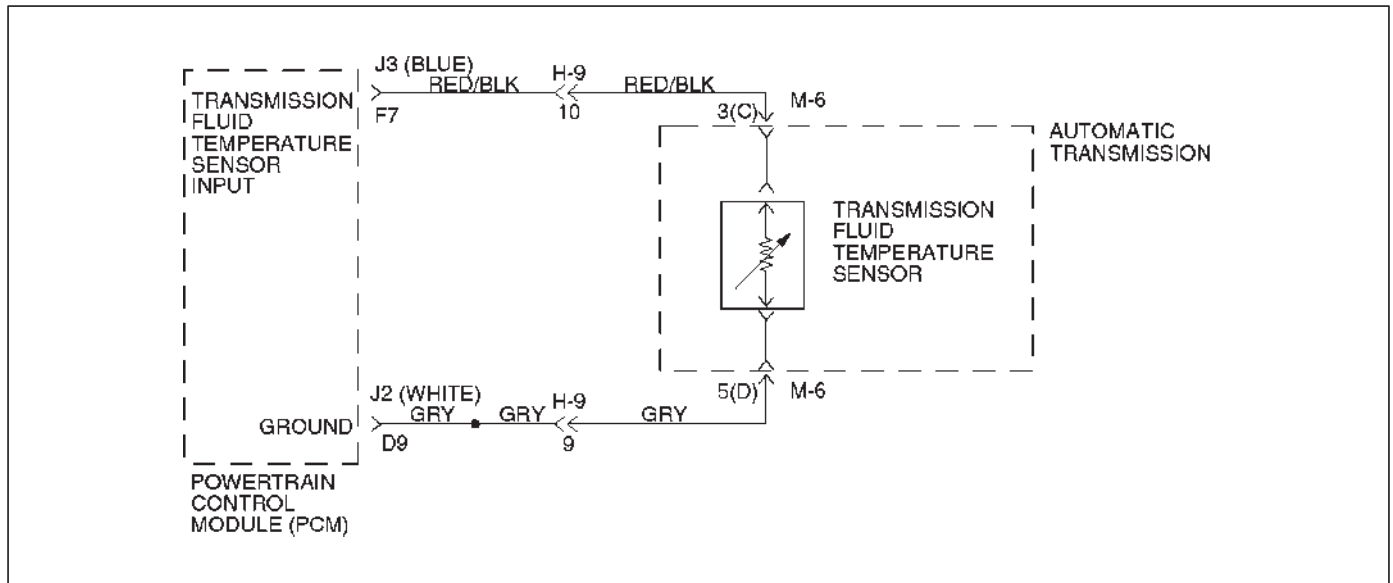 J3 (BLUE)
RED/BLK
H-9
RED/BLK
F7
10
3(C)
M-6
TRANSMISSION
FLUID
TEMPERATURE
SENSOR
INPUT
AUTOMATIC
TRANSMISSION
TRANSMISSION
FLUID
TEMPERATURE
SENSOR
J2 (WHITE)
GRY
GRY
H-9
GRY
5(D)
M-6
GROUND
D9
9
POWERTRAIN
CONTROL
MODULE (PCM)